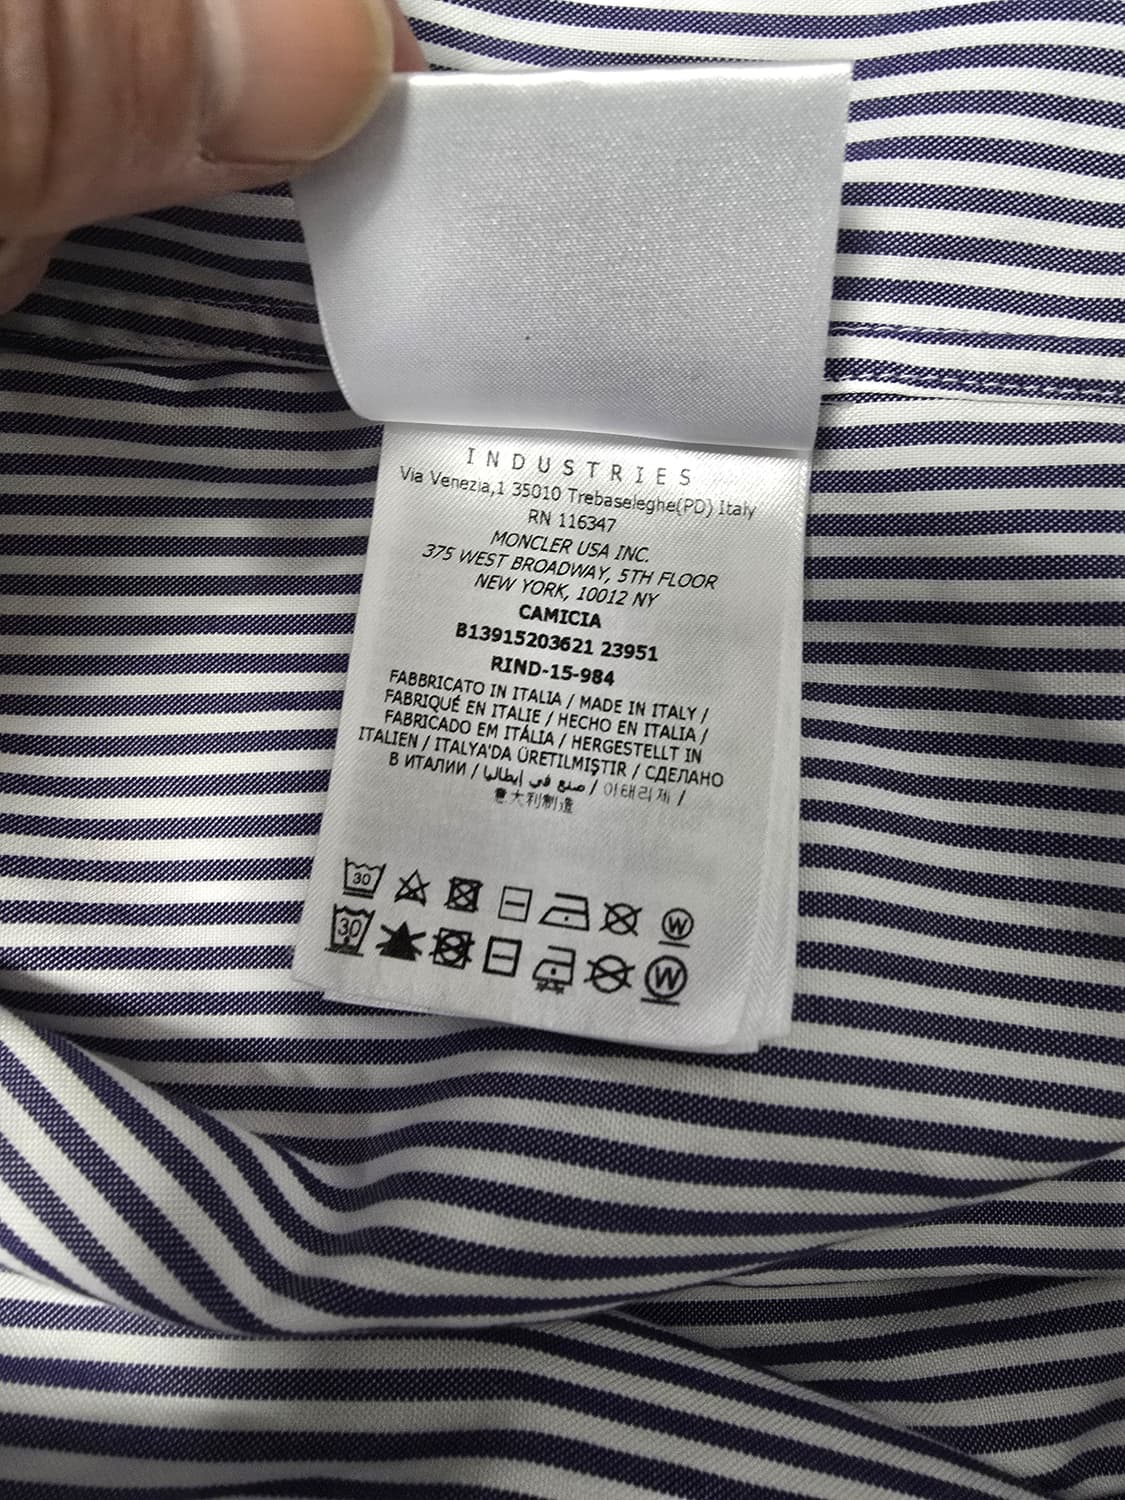 INDUSTRIES
Via Venezia,1 35010 Trebaseleghe(PD) Italy
RN 116347
MONCLER USA INC.
375 WEST BROADWAY, 5TH FLOOR
NEW YORK, 10012 NY
CAMICIA
B13915203621 23951
RIND-15-984
FABBRICATO IN ITALIA / MADE IN ITALY /
FABRIQUÉ EN ITALIE / HECHO EN ITALIA /
FABRICADO EM ITÁLIA / HERGESTELLT IN
ITALIEN / ITALYA'DA ÜRETILMIŞTIR / СДЕЛАНО
В ИТАЛИИ / صنع في إيطاليا / 이태리제 /
意大利制造
30 W
30 W